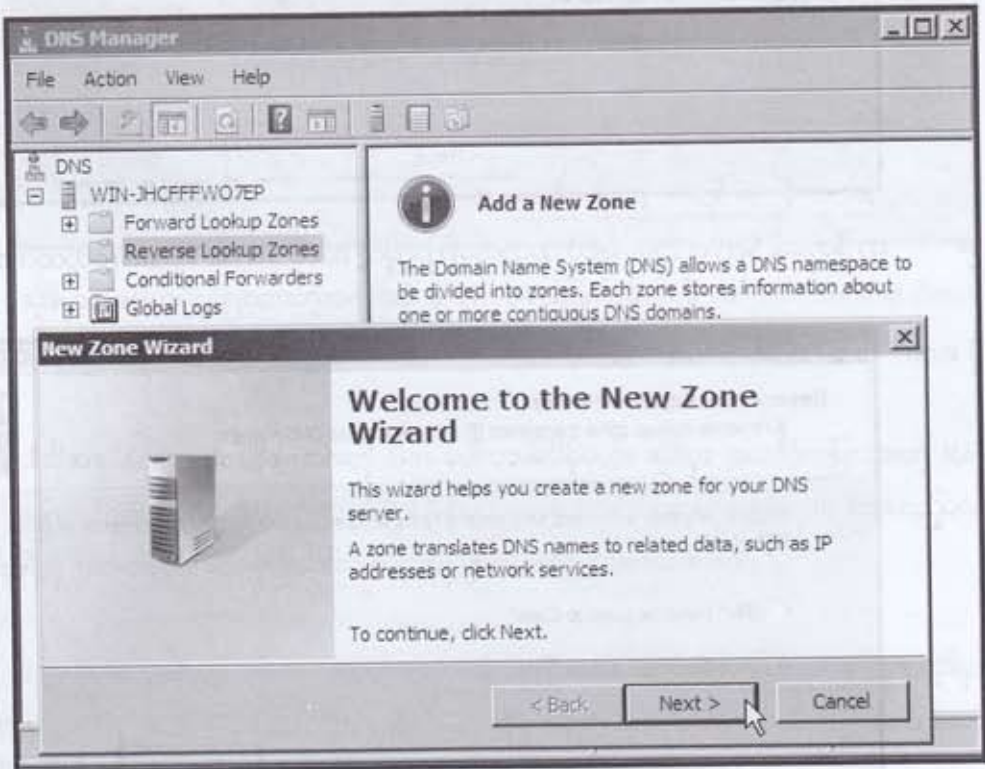 DNS Manager
File Action View Help
DNS
WIN-JHCFFFWO7EP
Forward Lookup Zones
Reverse Lookup Zones
Conditional Forwarders
Global Logs
Add a New Zone
The Domain Name System (DNS) allows a DNS namespace to
be divided into zones. Each zone stores information about
one or more contiguous DNS domains.
New Zone Wizard
Welcome to the New Zone
Wizard
This wizard helps you create a new zone for your DNS
server.
A zone translates DNS names to related data, such as IP
addresses or network services.
To continue, click Next.
< Back
Next >
Cancel